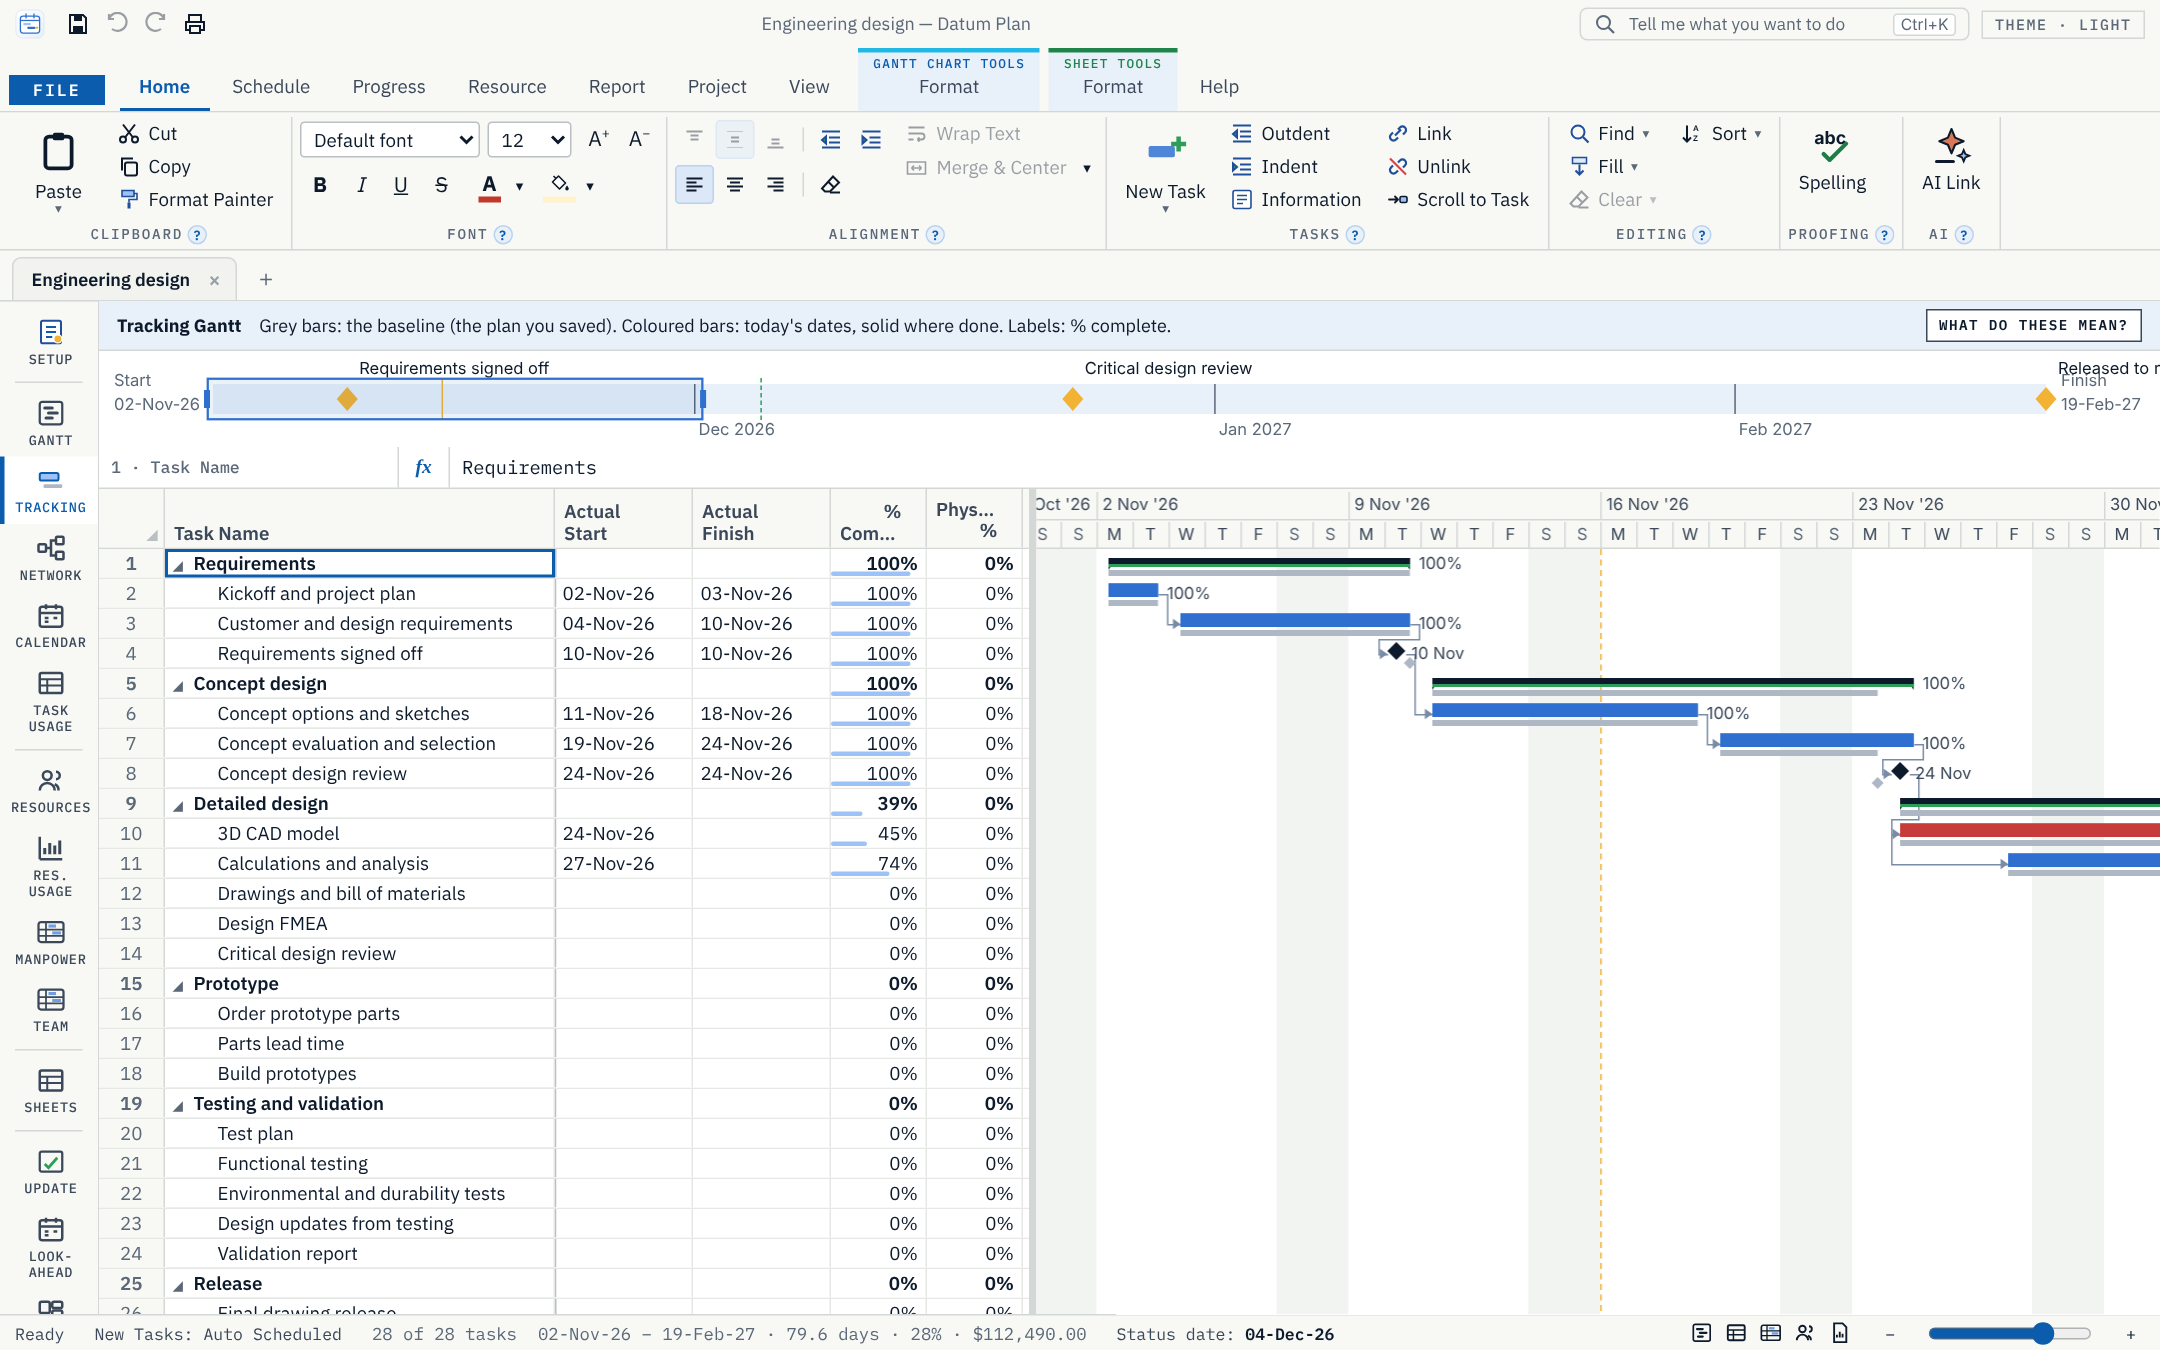 Engineering design — Datum Plan
Tell me what you want to do Ctrl+K
THEME · LIGHT
GANTT CHART TOOLS SHEET TOOLS
FILE Home Schedule Progress Resource Report Project View Format Format Help
Paste Cut Copy Format Painter
CLIPBOARD ?
Default font 12 A+ A−
B I U S A
FONT ?
Wrap Text
Merge & Center
ALIGNMENT ?
New Task
Outdent Link
Indent Unlink
Information Scroll to Task
TASKS ?
Find Sort
Fill
Clear
EDITING ?
abc
Spelling
PROOFING ?
AI Link
AI ?
Engineering design × +
Tracking Gantt Grey bars: the baseline (the plan you saved). Coloured bars: today's dates, solid where done. Labels: % complete.
WHAT DO THESE MEAN?
SETUP
GANTT
TRACKING
NETWORK
CALENDAR
TASK
USAGE
RESOURCES
RES.
USAGE
MANPOWER
TEAM
SHEETS
UPDATE
LOOK-
AHEAD
Requirements signed off Critical design review Released to
Start Finish
02-Nov-26 19-Feb-27
Dec 2026 Jan 2027 Feb 2027
1 · Task Name fx Requirements
Task Name Actual Start Actual Finish % Com... Phys... %
Oct '26 2 Nov '26 9 Nov '26 16 Nov '26 23 Nov '26 30 Nov
S S M T W T F S S M T W T F S S M T W T F S S M T W T F S S M T
1 Requirements 100% 0% 100%
2 Kickoff and project plan 02-Nov-26 03-Nov-26 100% 0% 100%
3 Customer and design requirements 04-Nov-26 10-Nov-26 100% 0% 100%
4 Requirements signed off 10-Nov-26 10-Nov-26 100% 0% 10 Nov
5 Concept design 100% 0% 100%
6 Concept options and sketches 11-Nov-26 18-Nov-26 100% 0% 100%
7 Concept evaluation and selection 19-Nov-26 24-Nov-26 100% 0% 100%
8 Concept design review 24-Nov-26 24-Nov-26 100% 0% 24 Nov
9 Detailed design 39% 0%
10 3D CAD model 24-Nov-26 45% 0%
11 Calculations and analysis 27-Nov-26 74% 0%
12 Drawings and bill of materials 0% 0%
13 Design FMEA 0% 0%
14 Critical design review 0% 0%
15 Prototype 0% 0%
16 Order prototype parts 0% 0%
17 Parts lead time 0% 0%
18 Build prototypes 0% 0%
19 Testing and validation 0% 0%
20 Test plan 0% 0%
21 Functional testing 0% 0%
22 Environmental and durability tests 0% 0%
23 Design updates from testing 0% 0%
24 Validation report 0% 0%
25 Release 0% 0%
26 Final drawing release 0% 0%
Ready New Tasks: Auto Scheduled 28 of 28 tasks 02-Nov-26 – 19-Feb-27 · 79.6 days · 28% · $112,490.00 Status date: 04-Dec-26 − +